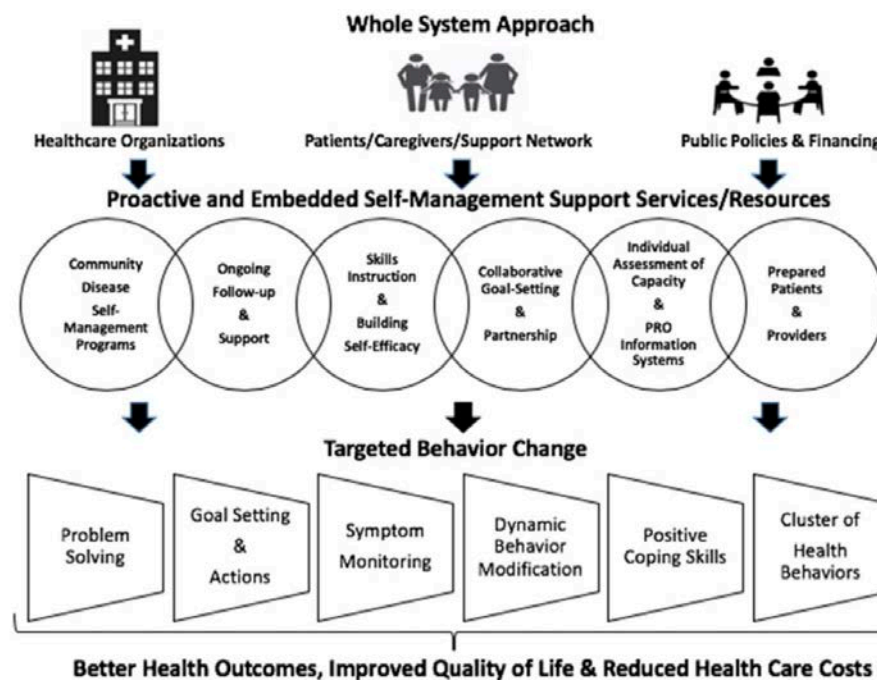 Whole System Approach
Healthcare Organizations
Patients/Caregivers/Support Network
Public Policies & Financing
Proactive and Embedded Self-Management Support Services/Resources
Community
Disease
Self-
Management
Programs
Ongoing
Follow-up
&
Support
Skills
Instruction
&
Building
Self-Efficacy
Collaborative
Goal-Setting
&
Partnership
Individual
Assessment of
Capacity
&
PRO
Information
Systems
Prepared
Patients
&
Providers
Targeted Behavior Change
Problem
Solving
Goal Setting
&
Actions
Symptom
Monitoring
Dynamic
Behavior
Modification
Positive
Coping Skills
Cluster of
Health
Behaviors
Better Health Outcomes, Improved Quality of Life & Reduced Health Care Costs